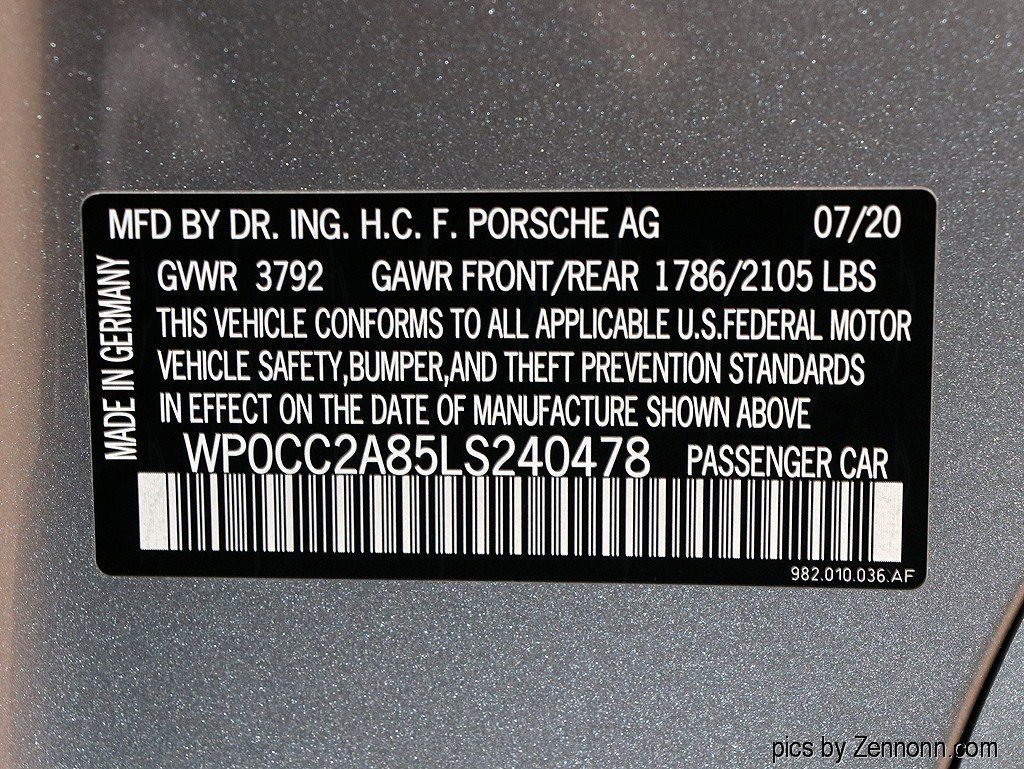 MFD BY DR. ING. H.C. F. PORSCHE AG 07/20
MADE IN GERMANY
GVWR 3792 GAWR FRONT/REAR 1786/2105 LBS
THIS VEHICLE CONFORMS TO ALL APPLICABLE U.S.FEDERAL MOTOR
VEHICLE SAFETY,BUMPER,AND THEFT PREVENTION STANDARDS
IN EFFECT ON THE DATE OF MANUFACTURE SHOWN ABOVE
WP0CC2A85LS240478 PASSENGER CAR
982.010.036.AF
pics by Zennonn.com